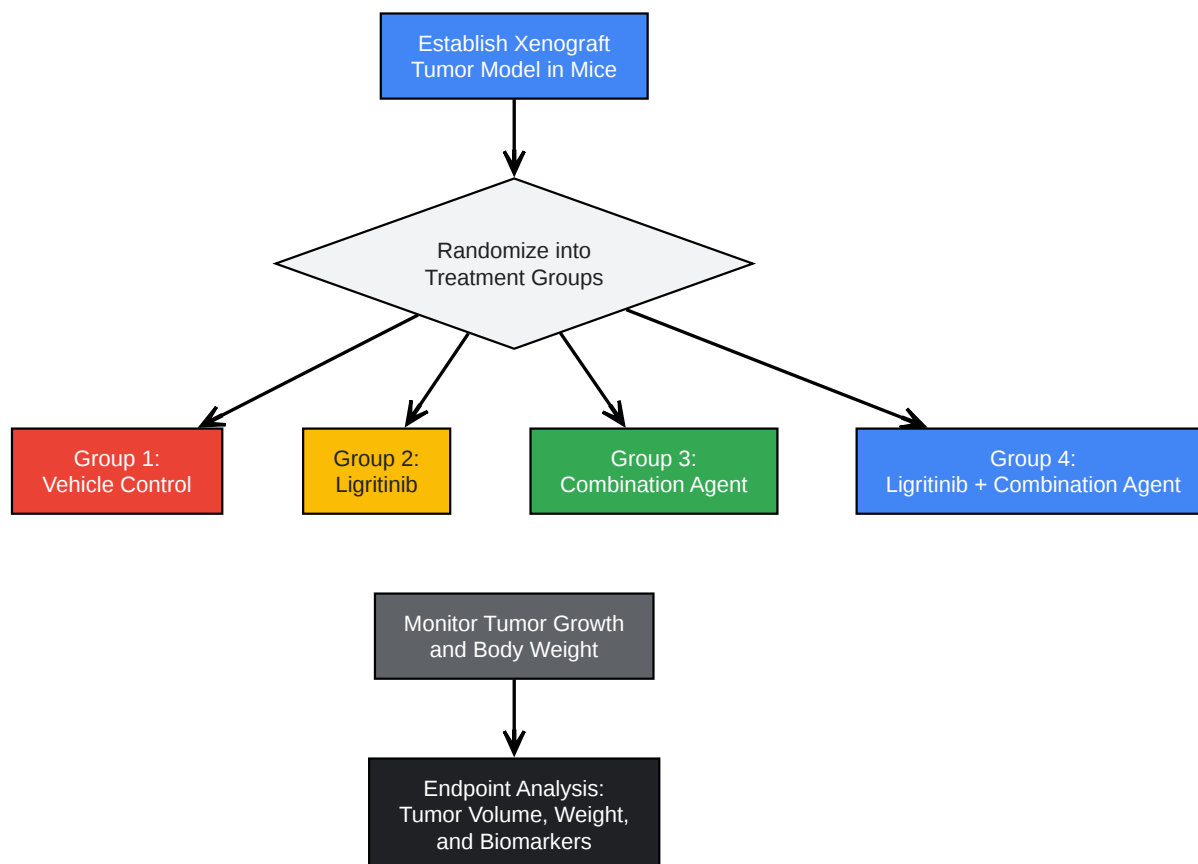 Establish Xenograft
Tumor Model in Mice
Randomize into
Treatment Groups
Group 1:
Vehicle Control
Group 2:
Ligritinib
Group 3:
Combination Agent
Group 4:
Ligritinib + Combination Agent
Monitor Tumor Growth
and Body Weight
Endpoint Analysis:
Tumor Volume, Weight,
and Biomarkers